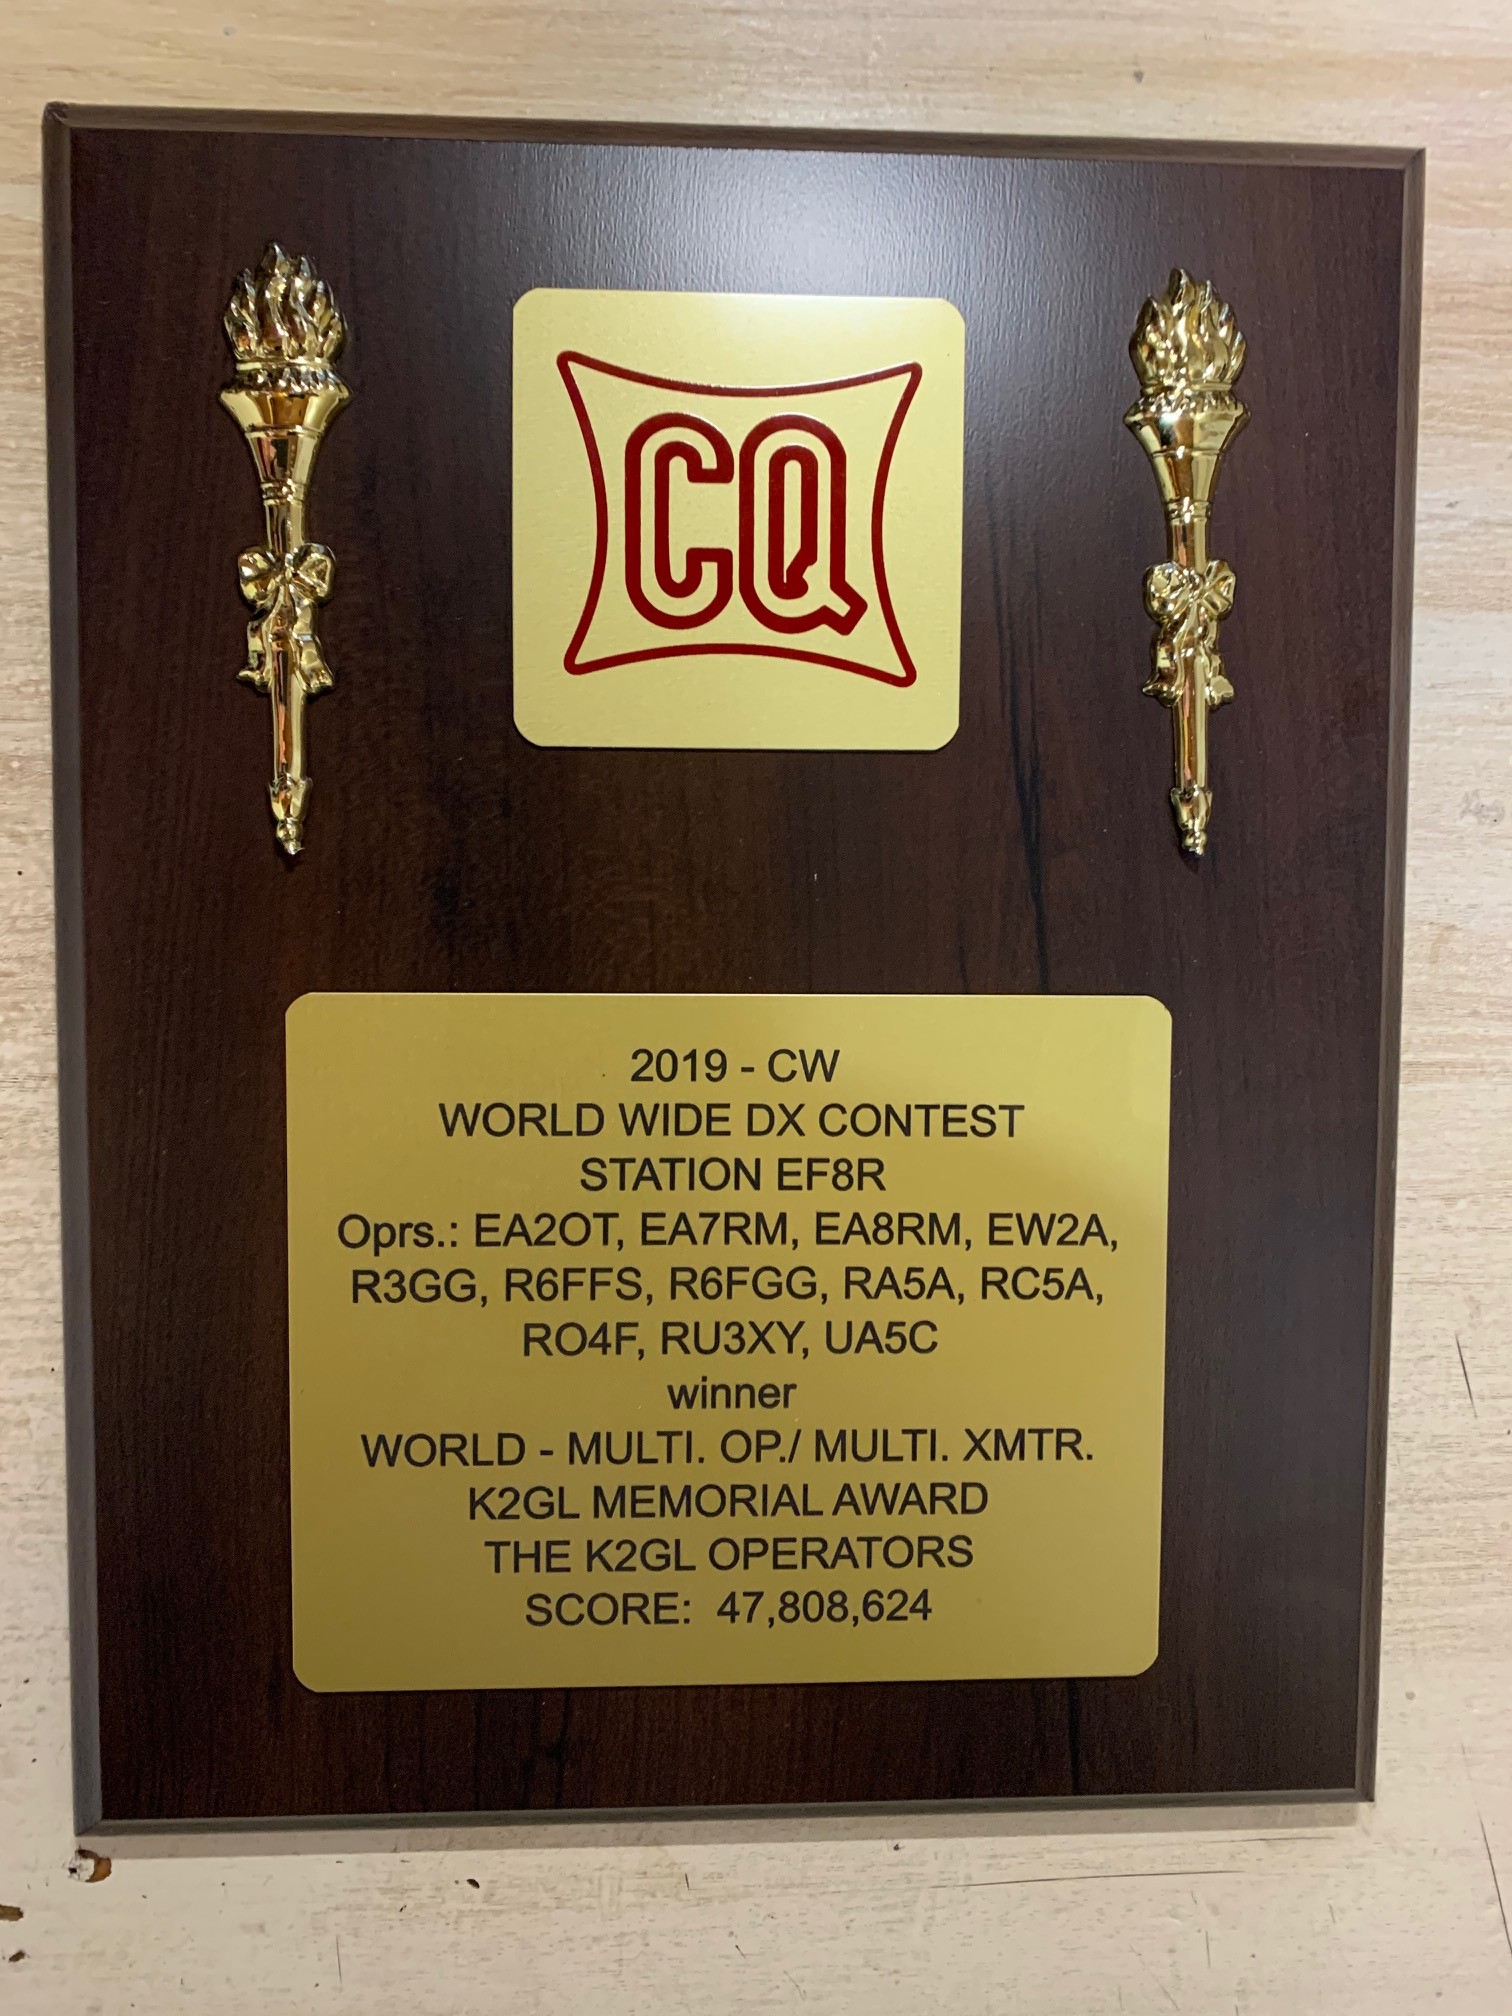 CQ
2019 - CW
WORLD WIDE DX CONTEST
STATION EF8R
Oprs.: EA2OT, EA7RM, EA8RM, EW2A,
R3GG, R6FFS, R6FGG, RA5A, RC5A,
RO4F, RU3XY, UA5C
winner
WORLD - MULTI. OP./ MULTI. XMTR.
K2GL MEMORIAL AWARD
THE K2GL OPERATORS
SCORE: 47,808,624